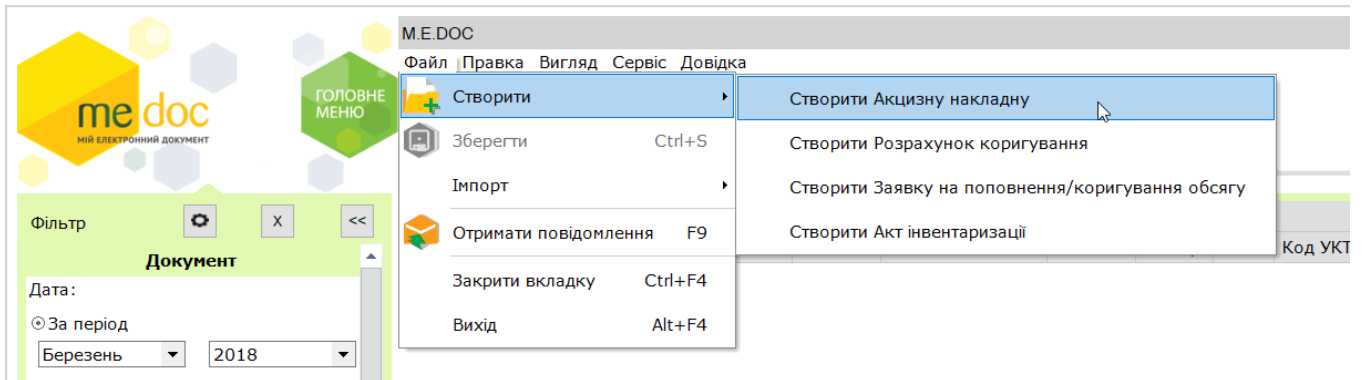 me doc
МІЙ ЕЛЕКТРОННИЙ ДОКУМЕНТ
ГОЛОВНЕ
МЕНЮ
M.E.DOC
Файл Правка Вигляд Сервіс Довідка
Створити
Зберегти Ctrl+S
Імпорт
Отримати повідомлення F9
Закрити вкладку Ctrl+F4
Вихід Alt+F4
Створити Акцизну накладну
Створити Розрахунок коригування
Створити Заявку на поповнення/коригування обсягу
Створити Акт інвентаризації
Код УКТ
Фільтр X <<
Документ
Дата:
За період
Березень 2018